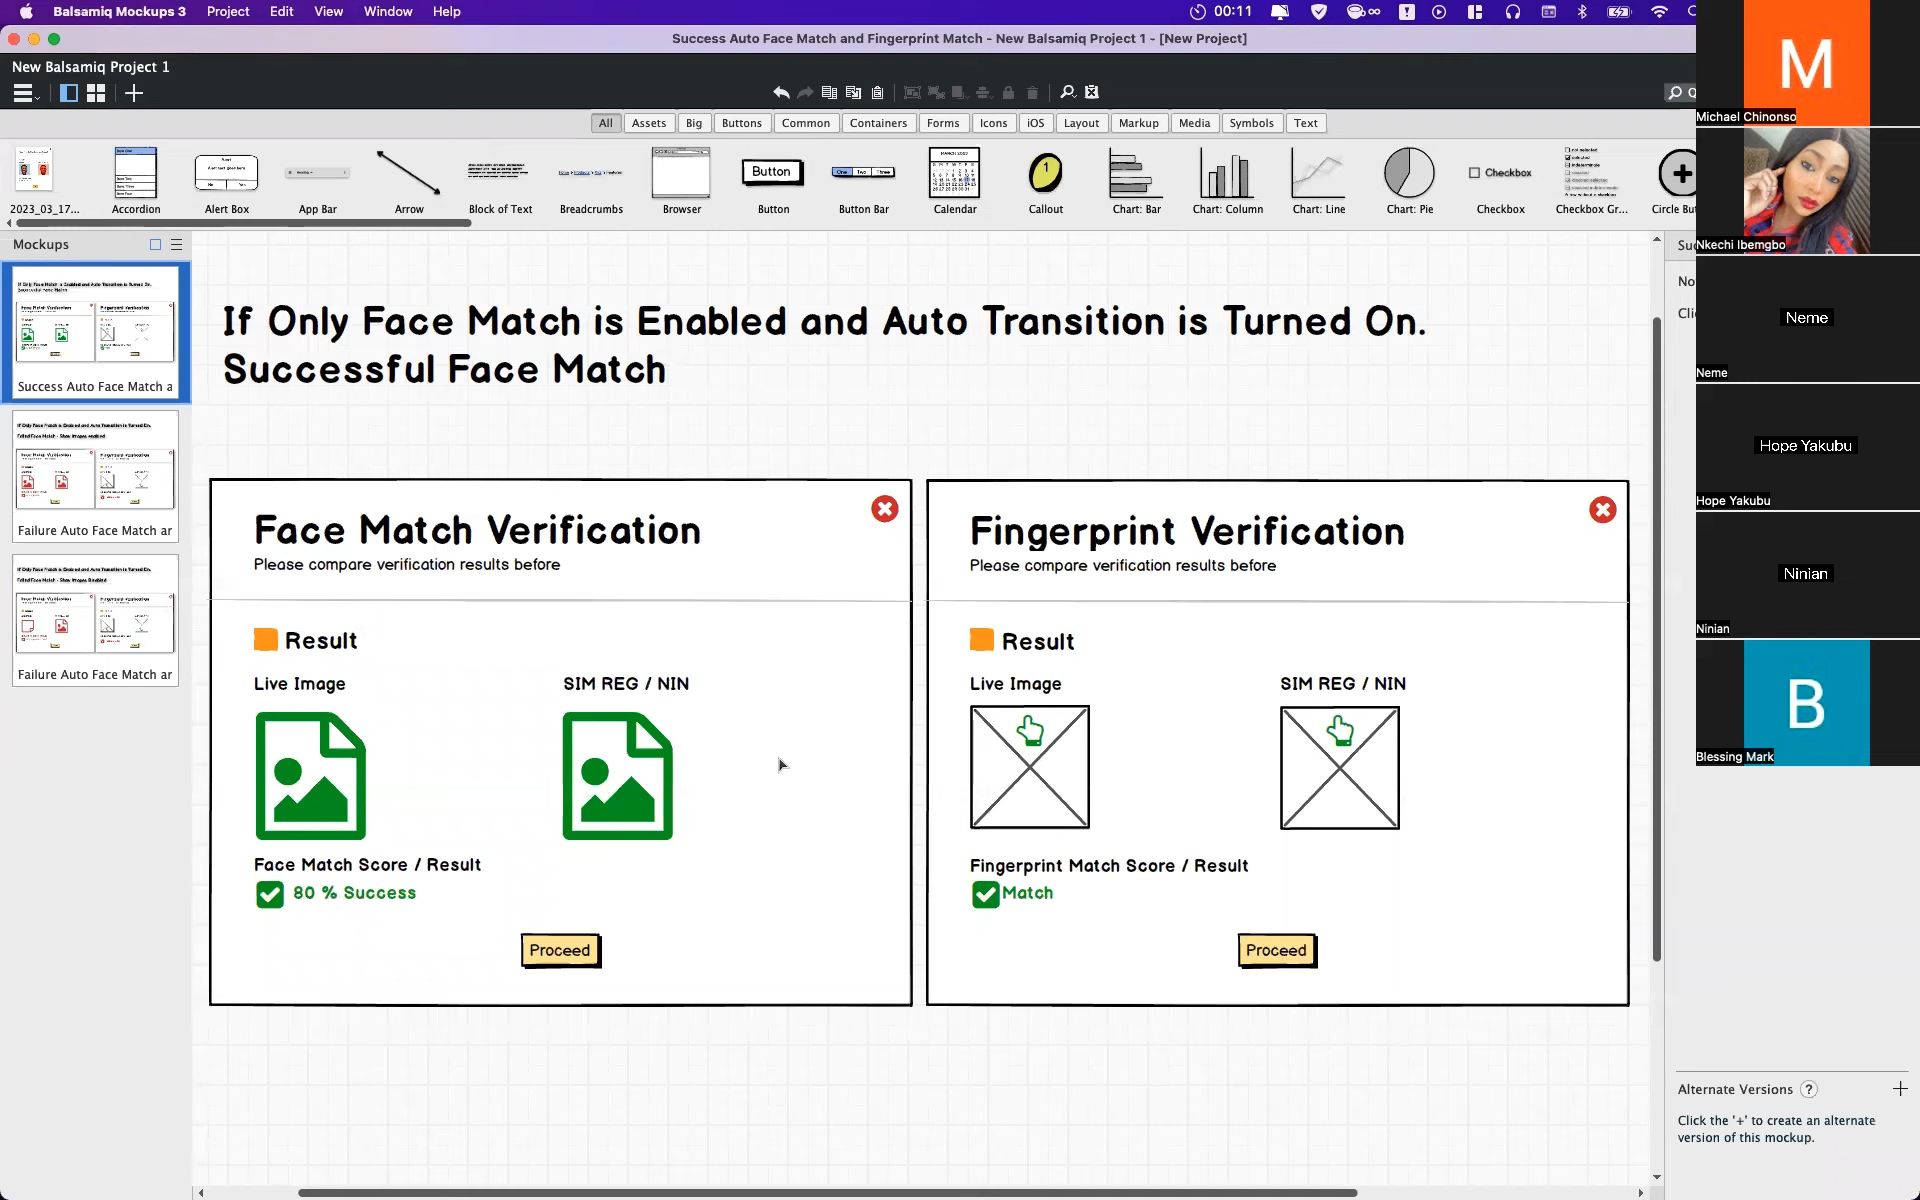 Balsamiq Mockups 3 Project Edit View Window Help 00:11
Success Auto Face Match and Fingerprint Match - New Balsamiq Project 1 - [New Project]
New Balsamiq Project 1
All Assets Big Buttons Common Containers Forms Icons iOS Layout Markup Media Symbols Text
2023_03_17... Accordion Alert Box App Bar Arrow Block of Text Breadcrumbs Browser Button Button Bar Calendar Callout Chart: Bar Chart: Column Chart: Line Chart: Pie Checkbox Checkbox Gr... Circle But
Button
Checkbox
Mockups
If Only Face Match is Enabled and Auto Transition is Turned On.
Successful Face Match
Success Auto Face Match a
Failure Auto Face Match ar
Failure Auto Face Match ar
Face Match Verification
Please compare verification results before
Result
Live Image SIM REG / NIN
Face Match Score / Result
80 % Success
Proceed
Fingerprint Verification
Please compare verification results before
Result
Live Image SIM REG / NIN
Fingerprint Match Score / Result
Match
Proceed
Su
No
Clic
Alternate Versions ?
Click the '+' to create an alternate
version of this mockup.
M
Michael Chinonso
Nkechi Ibemgbo
Neme
Neme
Hope Yakubu
Hope Yakubu
Ninian
Ninian
B
Blessing Mark